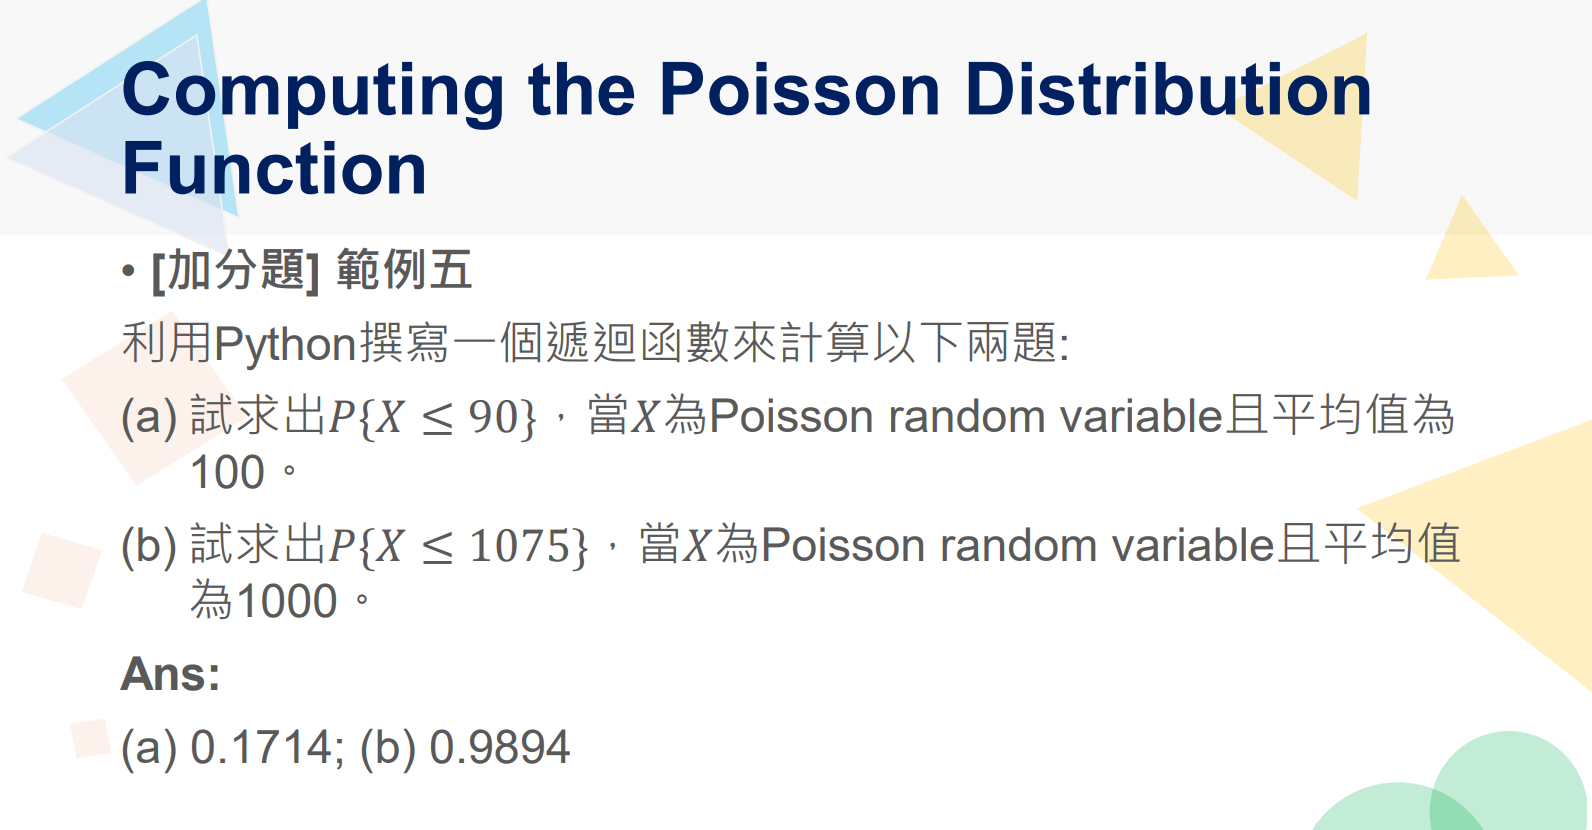 Computing the Poisson Distribution
Function
• [加分題] 範例五
利用Python撰寫一個遞迴函數來計算以下兩題:
(a) 試求出P{X ≤ 90}，當X為Poisson random variable且平均值為
100。
(b) 試求出P{X ≤ 1075}，當X為Poisson random variable且平均值
為1000。
Ans:
(a) 0.1714; (b) 0.9894